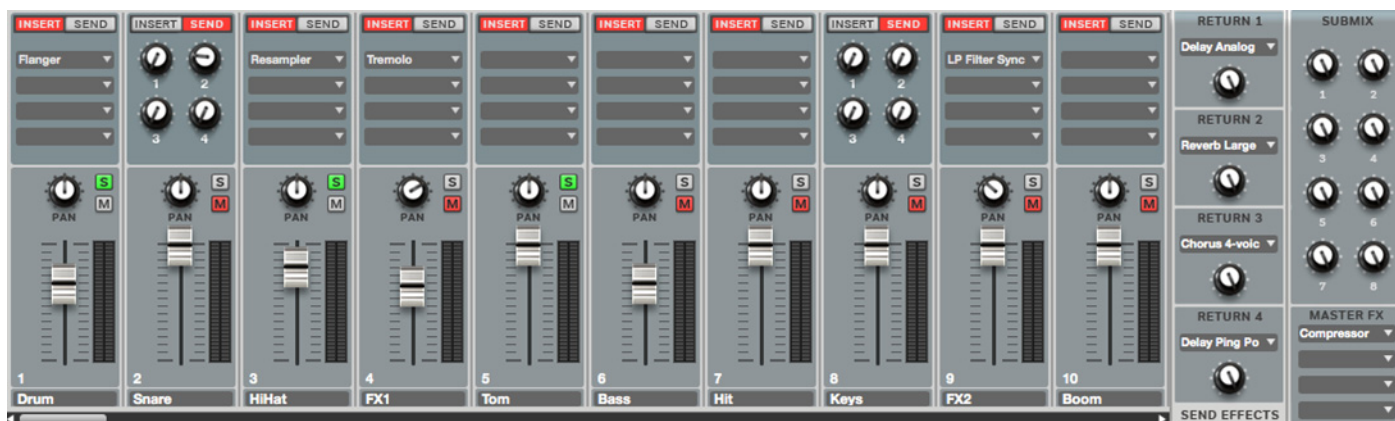 INSERT SEND INSERT SEND INSERT SEND INSERT SEND INSERT SEND INSERT SEND INSERT SEND INSERT SEND INSERT SEND INSERT SEND RETURN 1 SUBMIX
Flanger Resampler Tremolo LP Filter Sync Delay Analog
1 2 1 2 1 2
3 4 3 4
RETURN 2
Reverb Large 3 4
S S S S S S S S S S
M M M M M M M M M M
PAN PAN PAN PAN PAN PAN PAN PAN PAN PAN
RETURN 3 5 6
Chorus 4-voic
7 8
RETURN 4 MASTER FX
Delay Ping Po Compressor
1 2 3 4 5 6 7 8 9 10
Drum Snare HiHat FX1 Tom Bass Hit Keys FX2 Boom
SEND EFFECTS